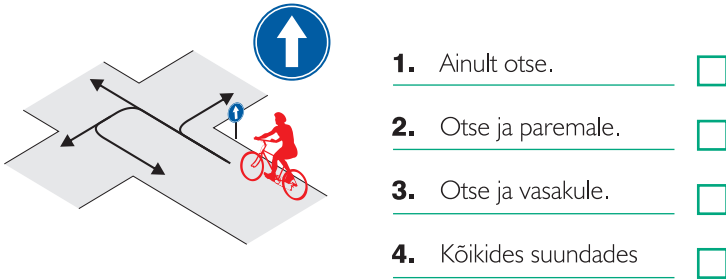 1. Ainult otse.
2. Otse ja paremale.
3. Otse ja vasakule.
4. Kõikides suundades